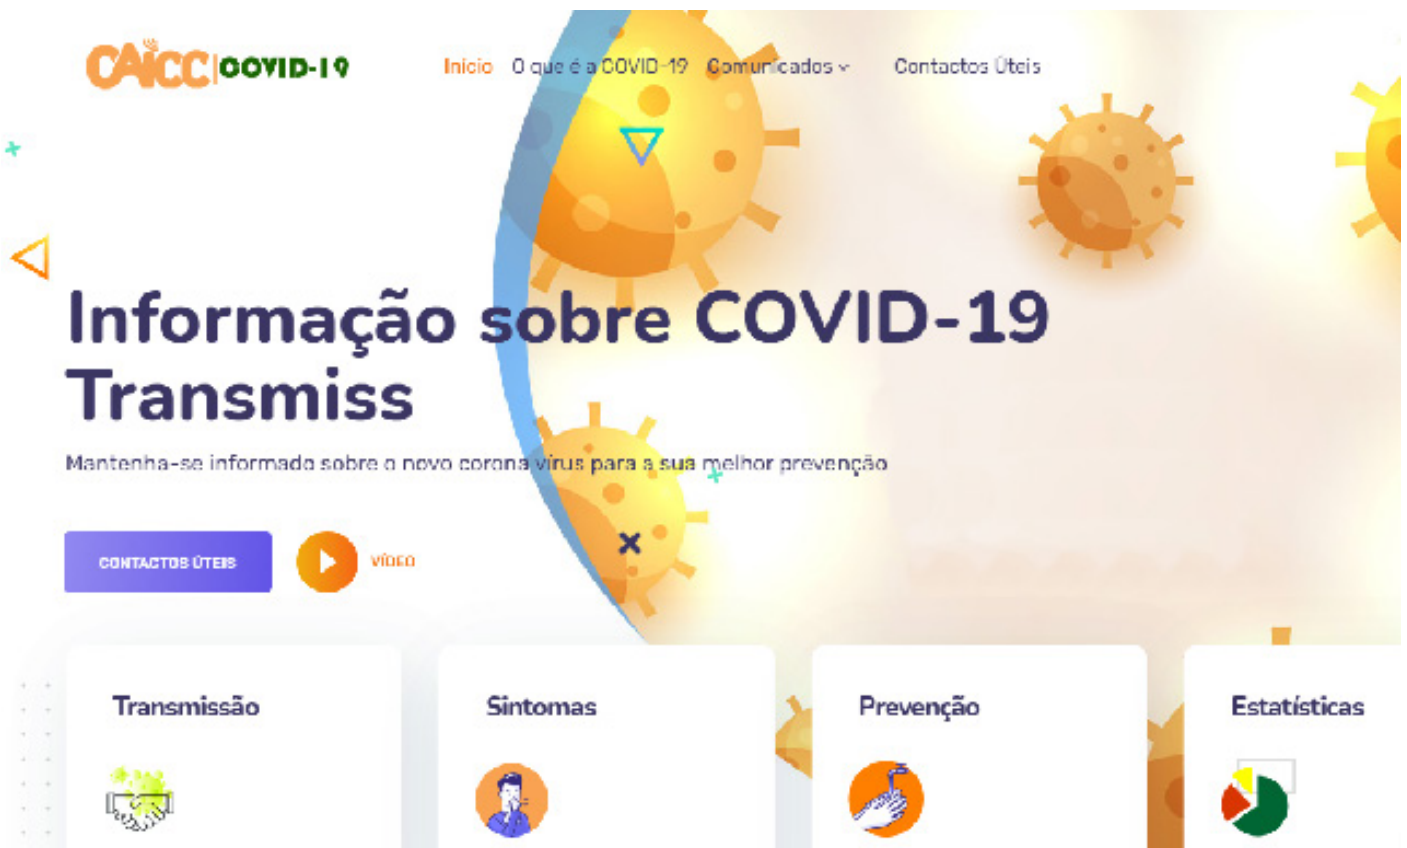 CAICC|COVID-19
Início O que é a COVID-19 Comunicados Contactos Úteis
Informação sobre COVID-19
Transmiss
Mantenha-se informado sobre o novo corona vírus para a sua melhor prevenção
CONTACTOS ÚTEIS VÍDEO
Transmissão Sintomas Prevenção Estatísticas